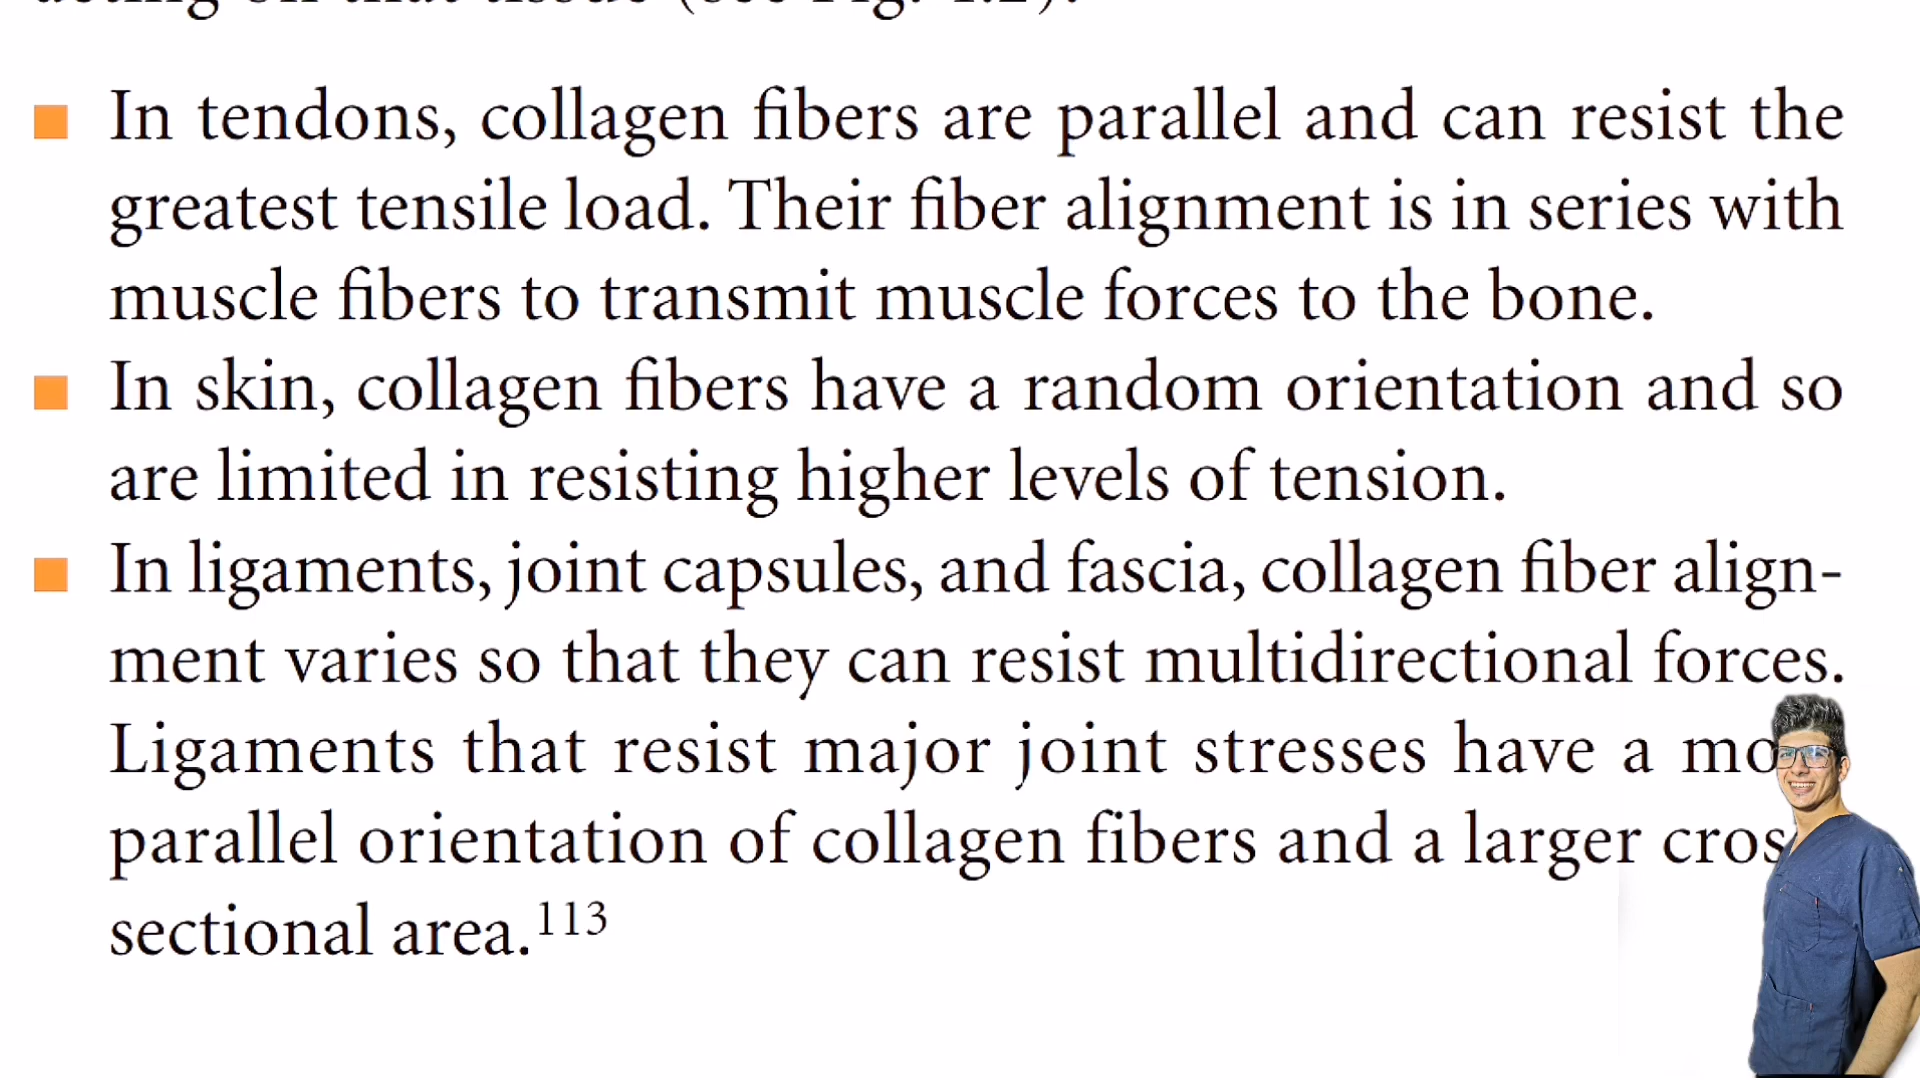 In tendons, collagen fibers are parallel and can resist the
greatest tensile load. Their fiber alignment is in series with
muscle fibers to transmit muscle forces to the bone.
In skin, collagen fibers have a random orientation and so
are limited in resisting higher levels of tension.
In ligaments, joint capsules, and fascia, collagen fiber align-
ment varies so that they can resist multidirectional forces.
Ligaments that resist major joint stresses have a
parallel orientation of collagen fibers and a larger
sectional area.113